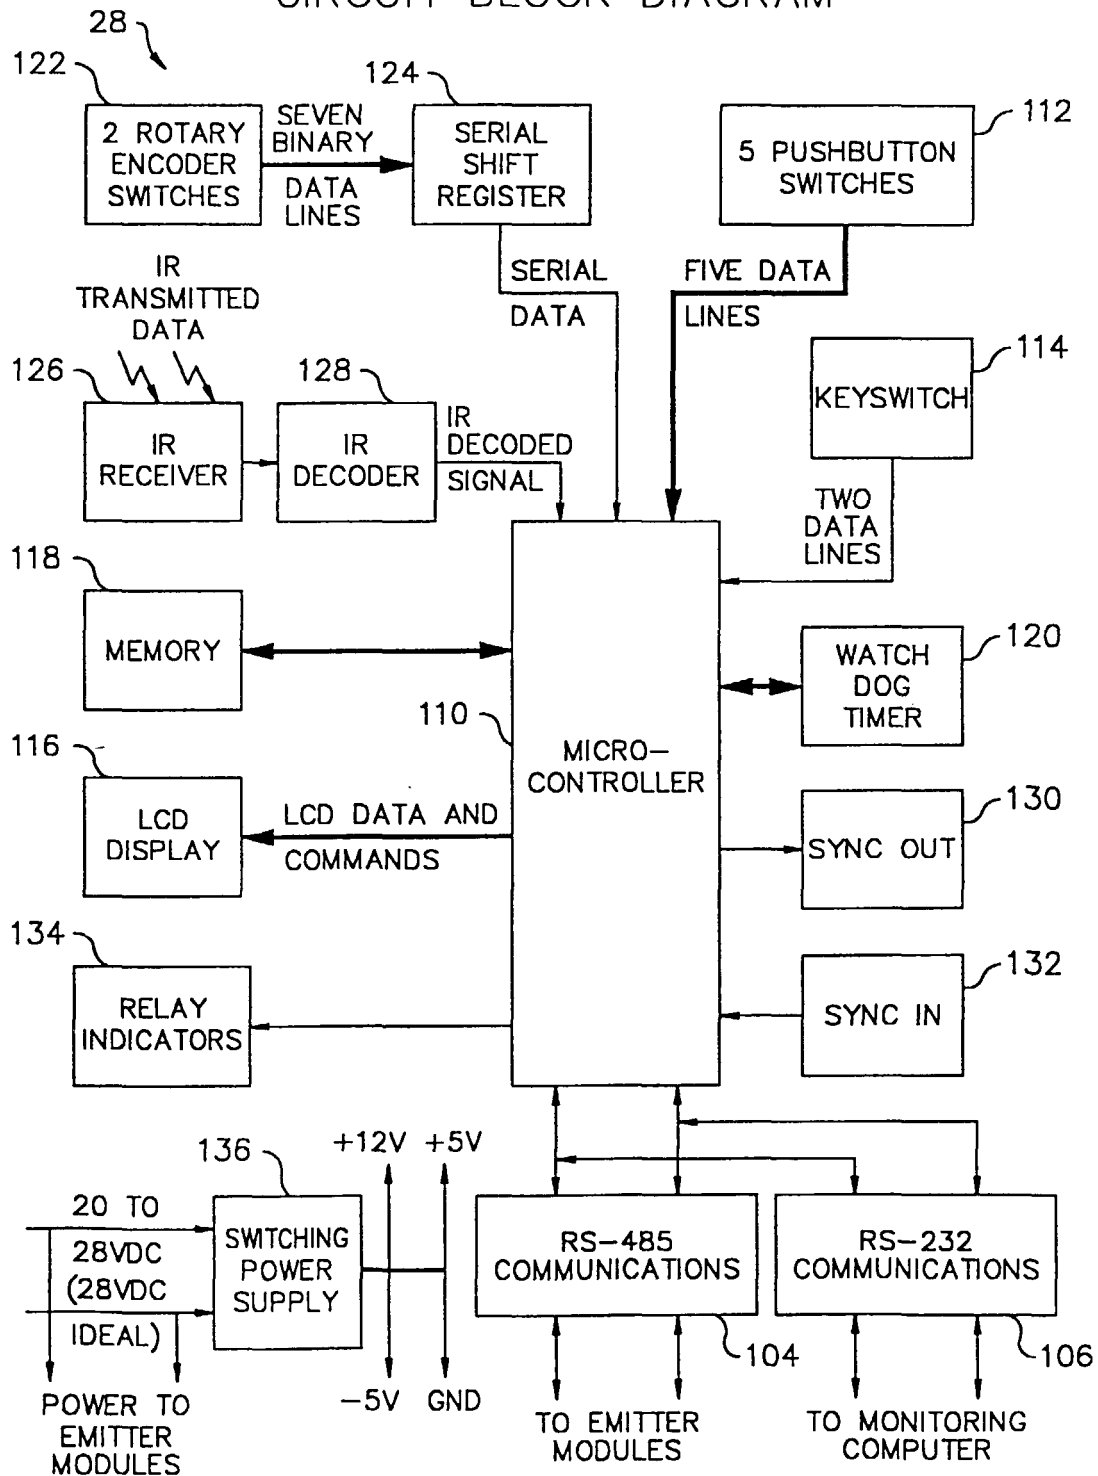 CIRCUIT BLOCK DIAGRAM
28
122
2 ROTARY
ENCODER
SWITCHES
SEVEN
BINARY
DATA
LINES
124
SERIAL
SHIFT
REGISTER
112
5 PUSHBUTTON
SWITCHES
IR
TRANSMITTED
DATA
SERIAL
DATA
FIVE DATA
LINES
126
IR
RECEIVER
128
IR
DECODER
IR
DECODED
SIGNAL
114
KEYSWITCH
TWO
DATA
LINES
118
MEMORY
110
MICRO-
CONTROLLER
120
WATCH
DOG
TIMER
116
LCD
DISPLAY
LCD DATA AND
COMMANDS
130
SYNC OUT
134
RELAY
INDICATORS
132
SYNC IN
136
SWITCHING
POWER
SUPPLY
20 TO
28VDC
(28VDC
IDEAL)
+12V
+5V
-5V
GND
POWER TO
EMITTER
MODULES
RS-485
COMMUNICATIONS
104
TO EMITTER
MODULES
RS-232
COMMUNICATIONS
106
TO MONITORING
COMPUTER